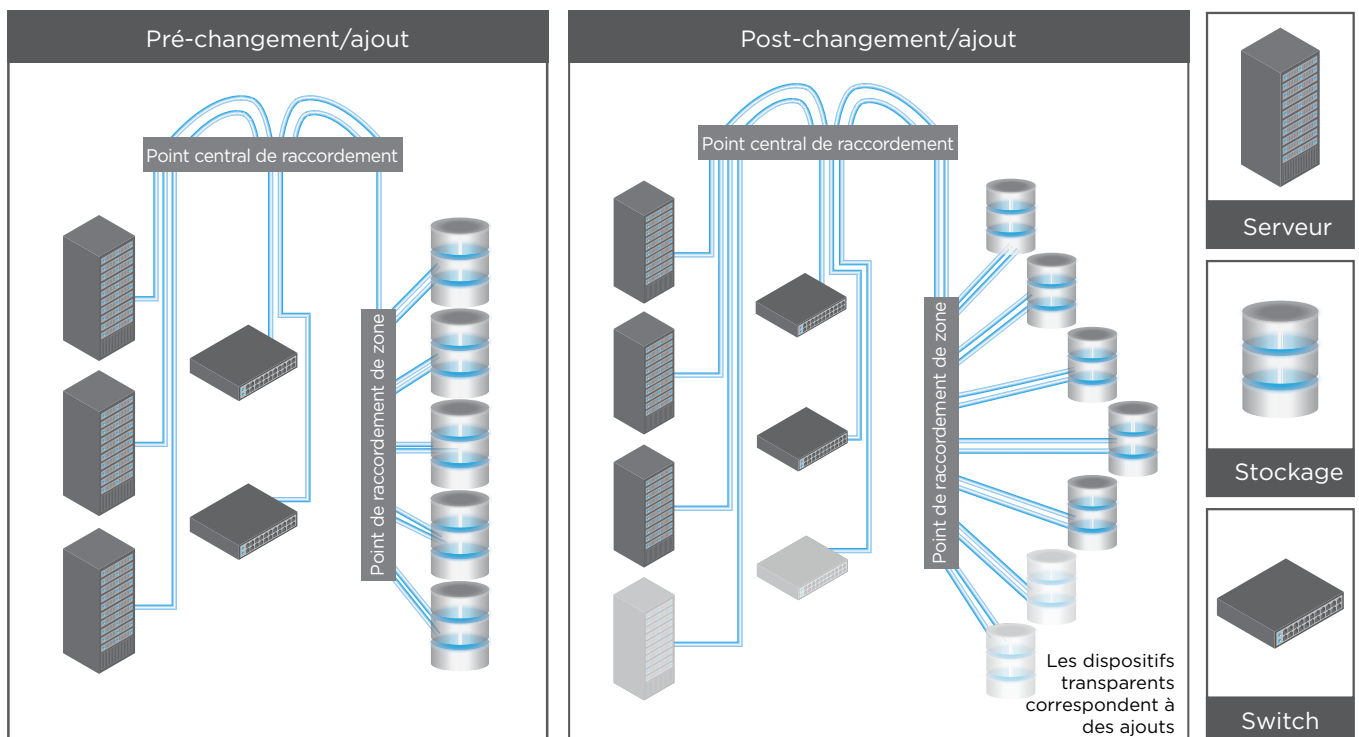 Pré-changement/ajout
Point central de raccordement
Point de raccordement de zone
Post-changement/ajout
Point central de raccordement
Point de raccordement de zone
Les dispositifs
transparents
correspondent à
des ajouts
Serveur
Stockage
Switch